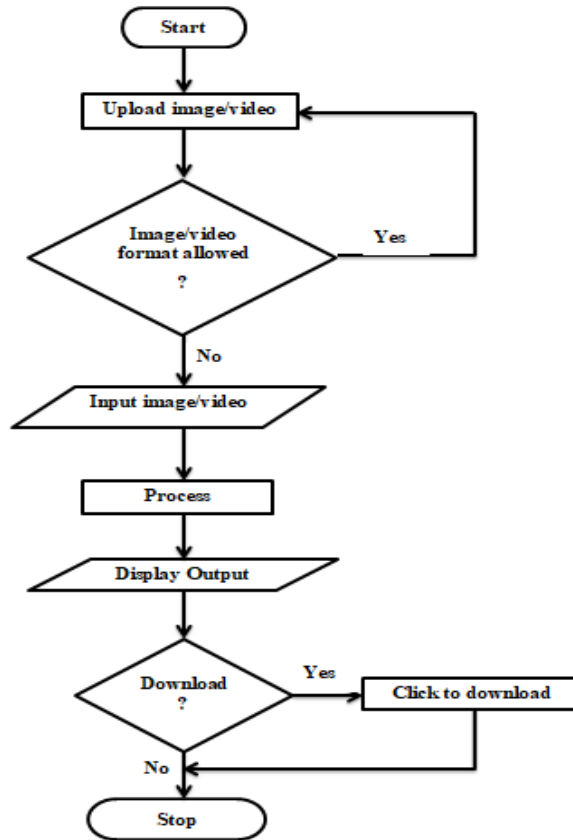 Start
Upload image/video
Image/video
format allowed
?
Yes
No
Input image/video
Process
Display Output
Download
?
Yes
Click to download
No
Stop